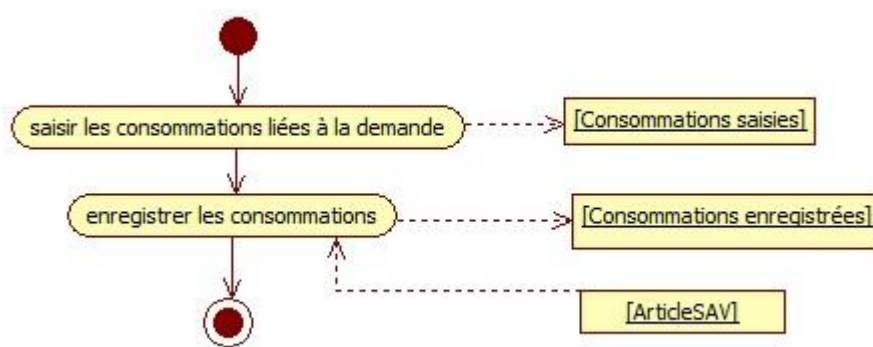 saisir les consommations liées à la demande
[Consommations saisies]
enregistrer les consommations
[Consommations enregistrées]
[ArticleSAV]